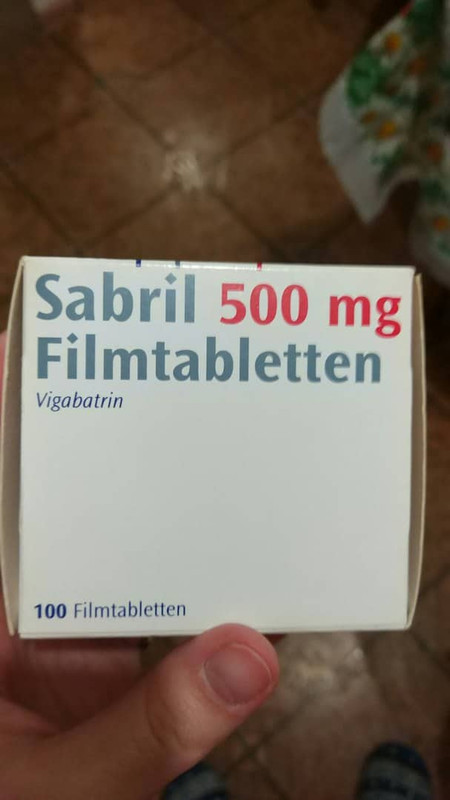 Sabril 500 mg
Filmtabletten
Vigabatrin
100 Filmtabletten